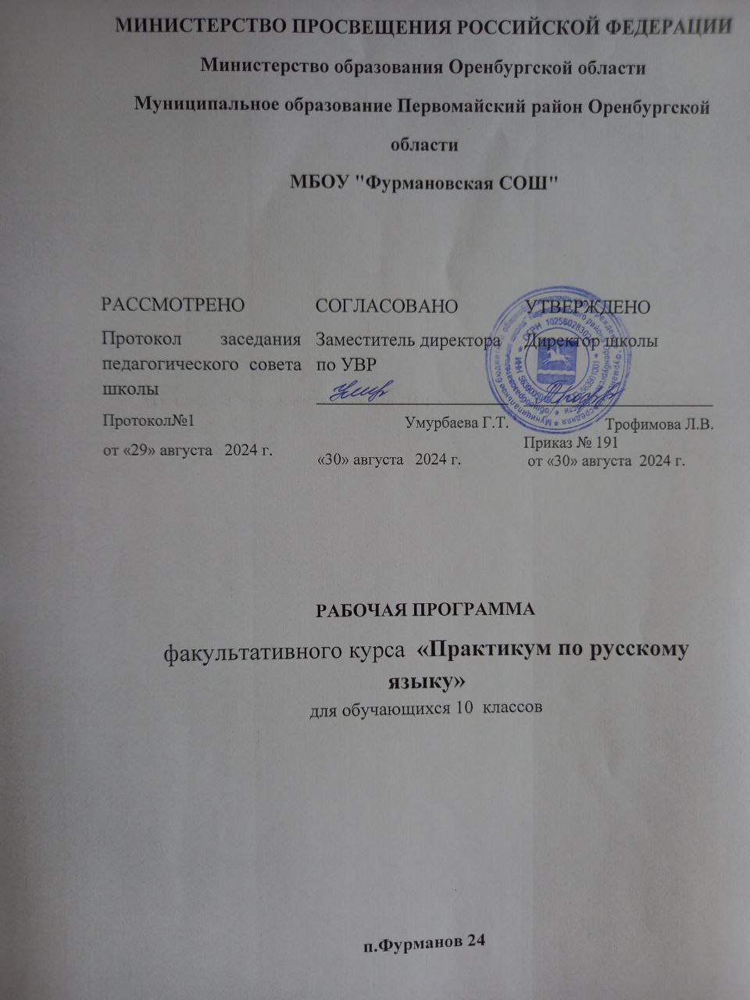 МИНИСТЕРСТВО ПРОСВЕЩЕНИЯ РОССИЙСКОЙ ФЕДЕРАЦИИ
Министерство образования Оренбургской области
Муниципальное образование Первомайский район Оренбургской
области
МБОУ "Фурмановская СОШ"
РАССМОТРЕНО
Протокол заседания
педагогического совета
школы
Протокол№1
от «29» августа 2024 г.
СОГЛАСОВАНО
Заместитель директора
по УВР
Умурбаева Г.Т.
«30» августа 2024 г.
УТВЕРЖДЕНО
Директор школы
Трофимова Л.В.
Приказ № 191
от «30» августа 2024 г.
РАБОЧАЯ ПРОГРАММА
факультативного курса «Практикум по русскому
языку»
для обучающихся 10 классов
п.Фурманов 24